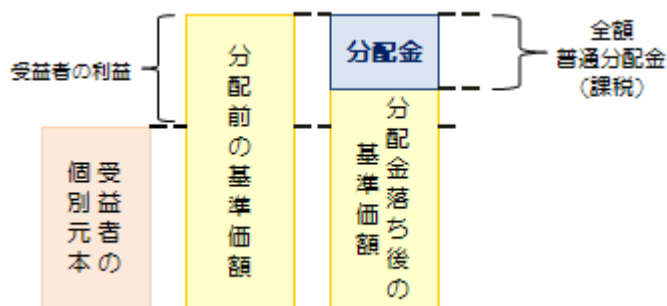 受益者の利益
受益者の
個別元本
分配前の基準価額
分配金
分配金落ち後の
基準価額
全額
普通分配金
(課税)